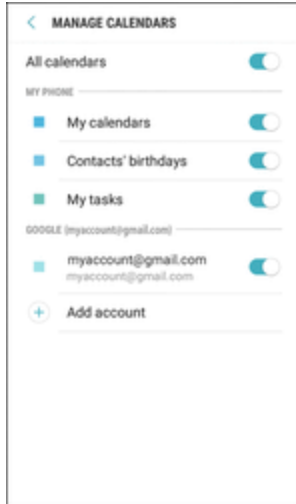 MANAGE CALENDARS
All calendars
MY PHONE
My calendars
Contacts' birthdays
My tasks
GOOGLE (myaccount@gmail.com)
myaccount@gmail.com
myaccount@gmail.com
Add account